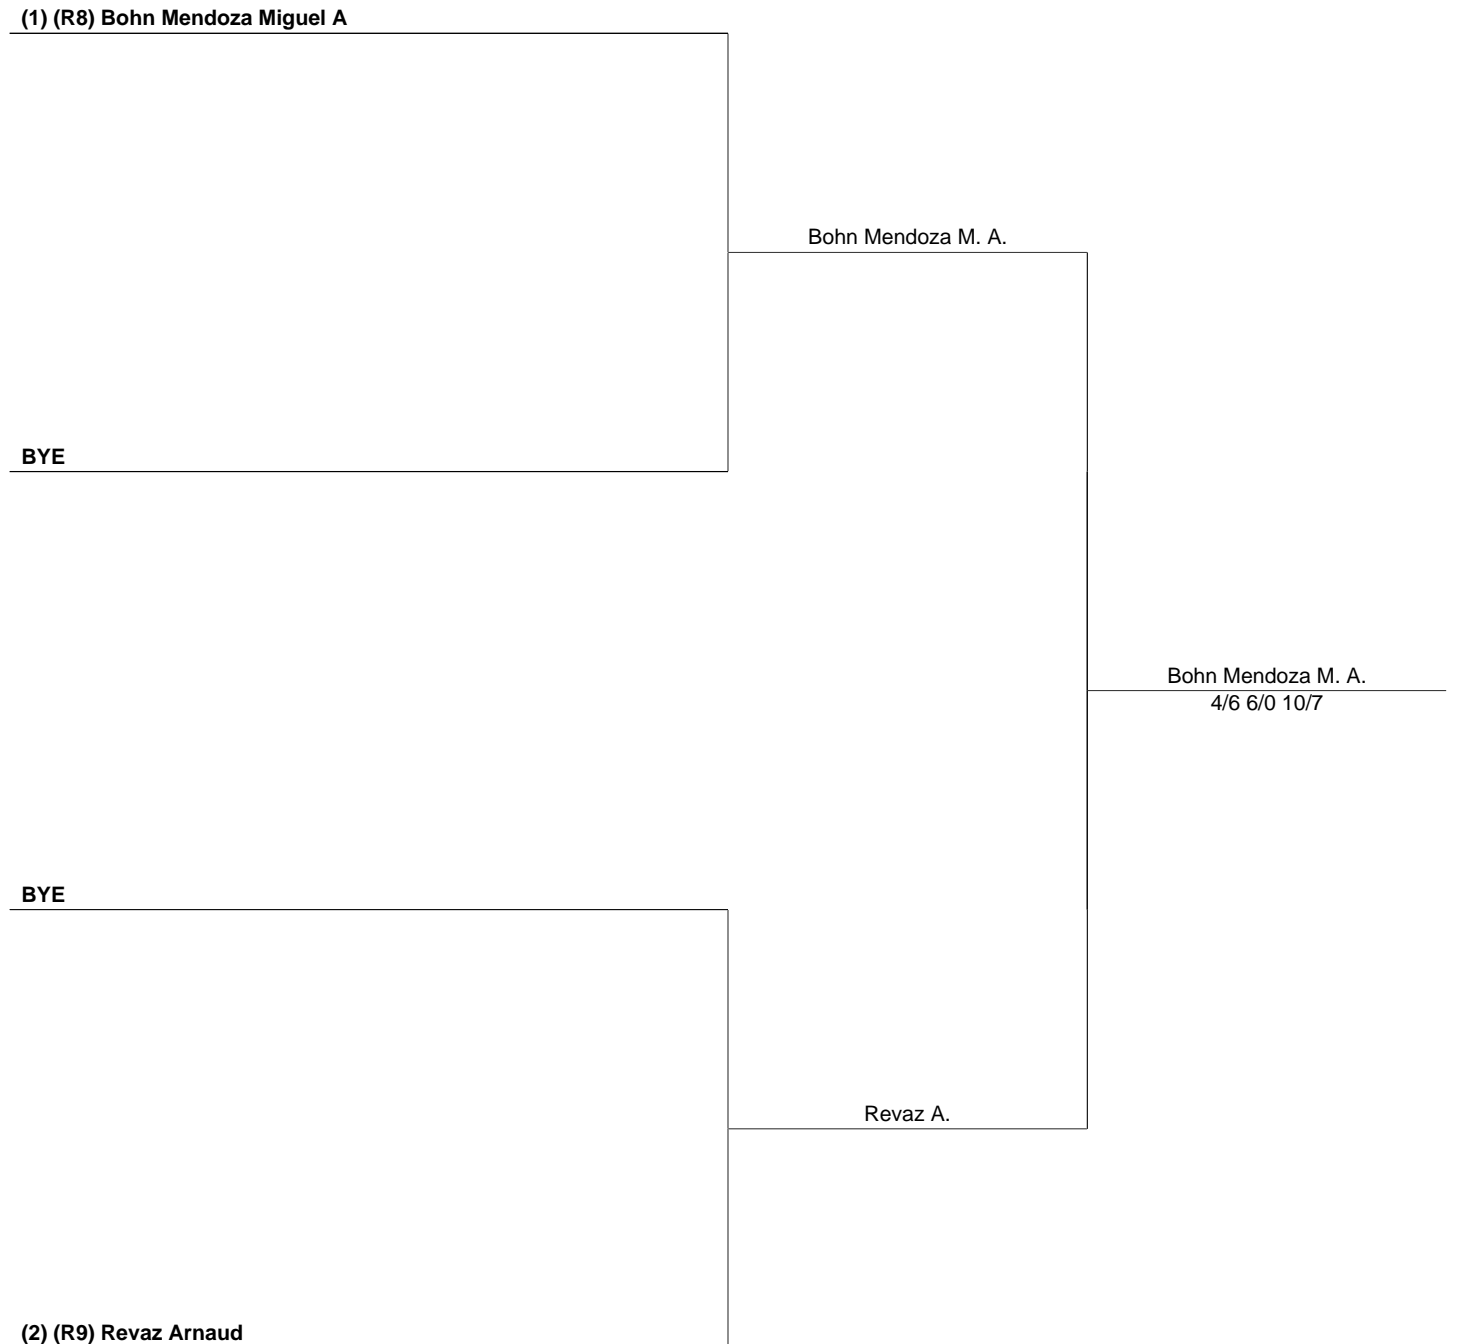 (1) (R8) Bohn Mendoza Miguel A
Bohn Mendoza M. A.
BYE
Bohn Mendoza M. A.
4/6 6/0 10/7
BYE
Revaz A.
(2) (R9) Revaz Arnaud